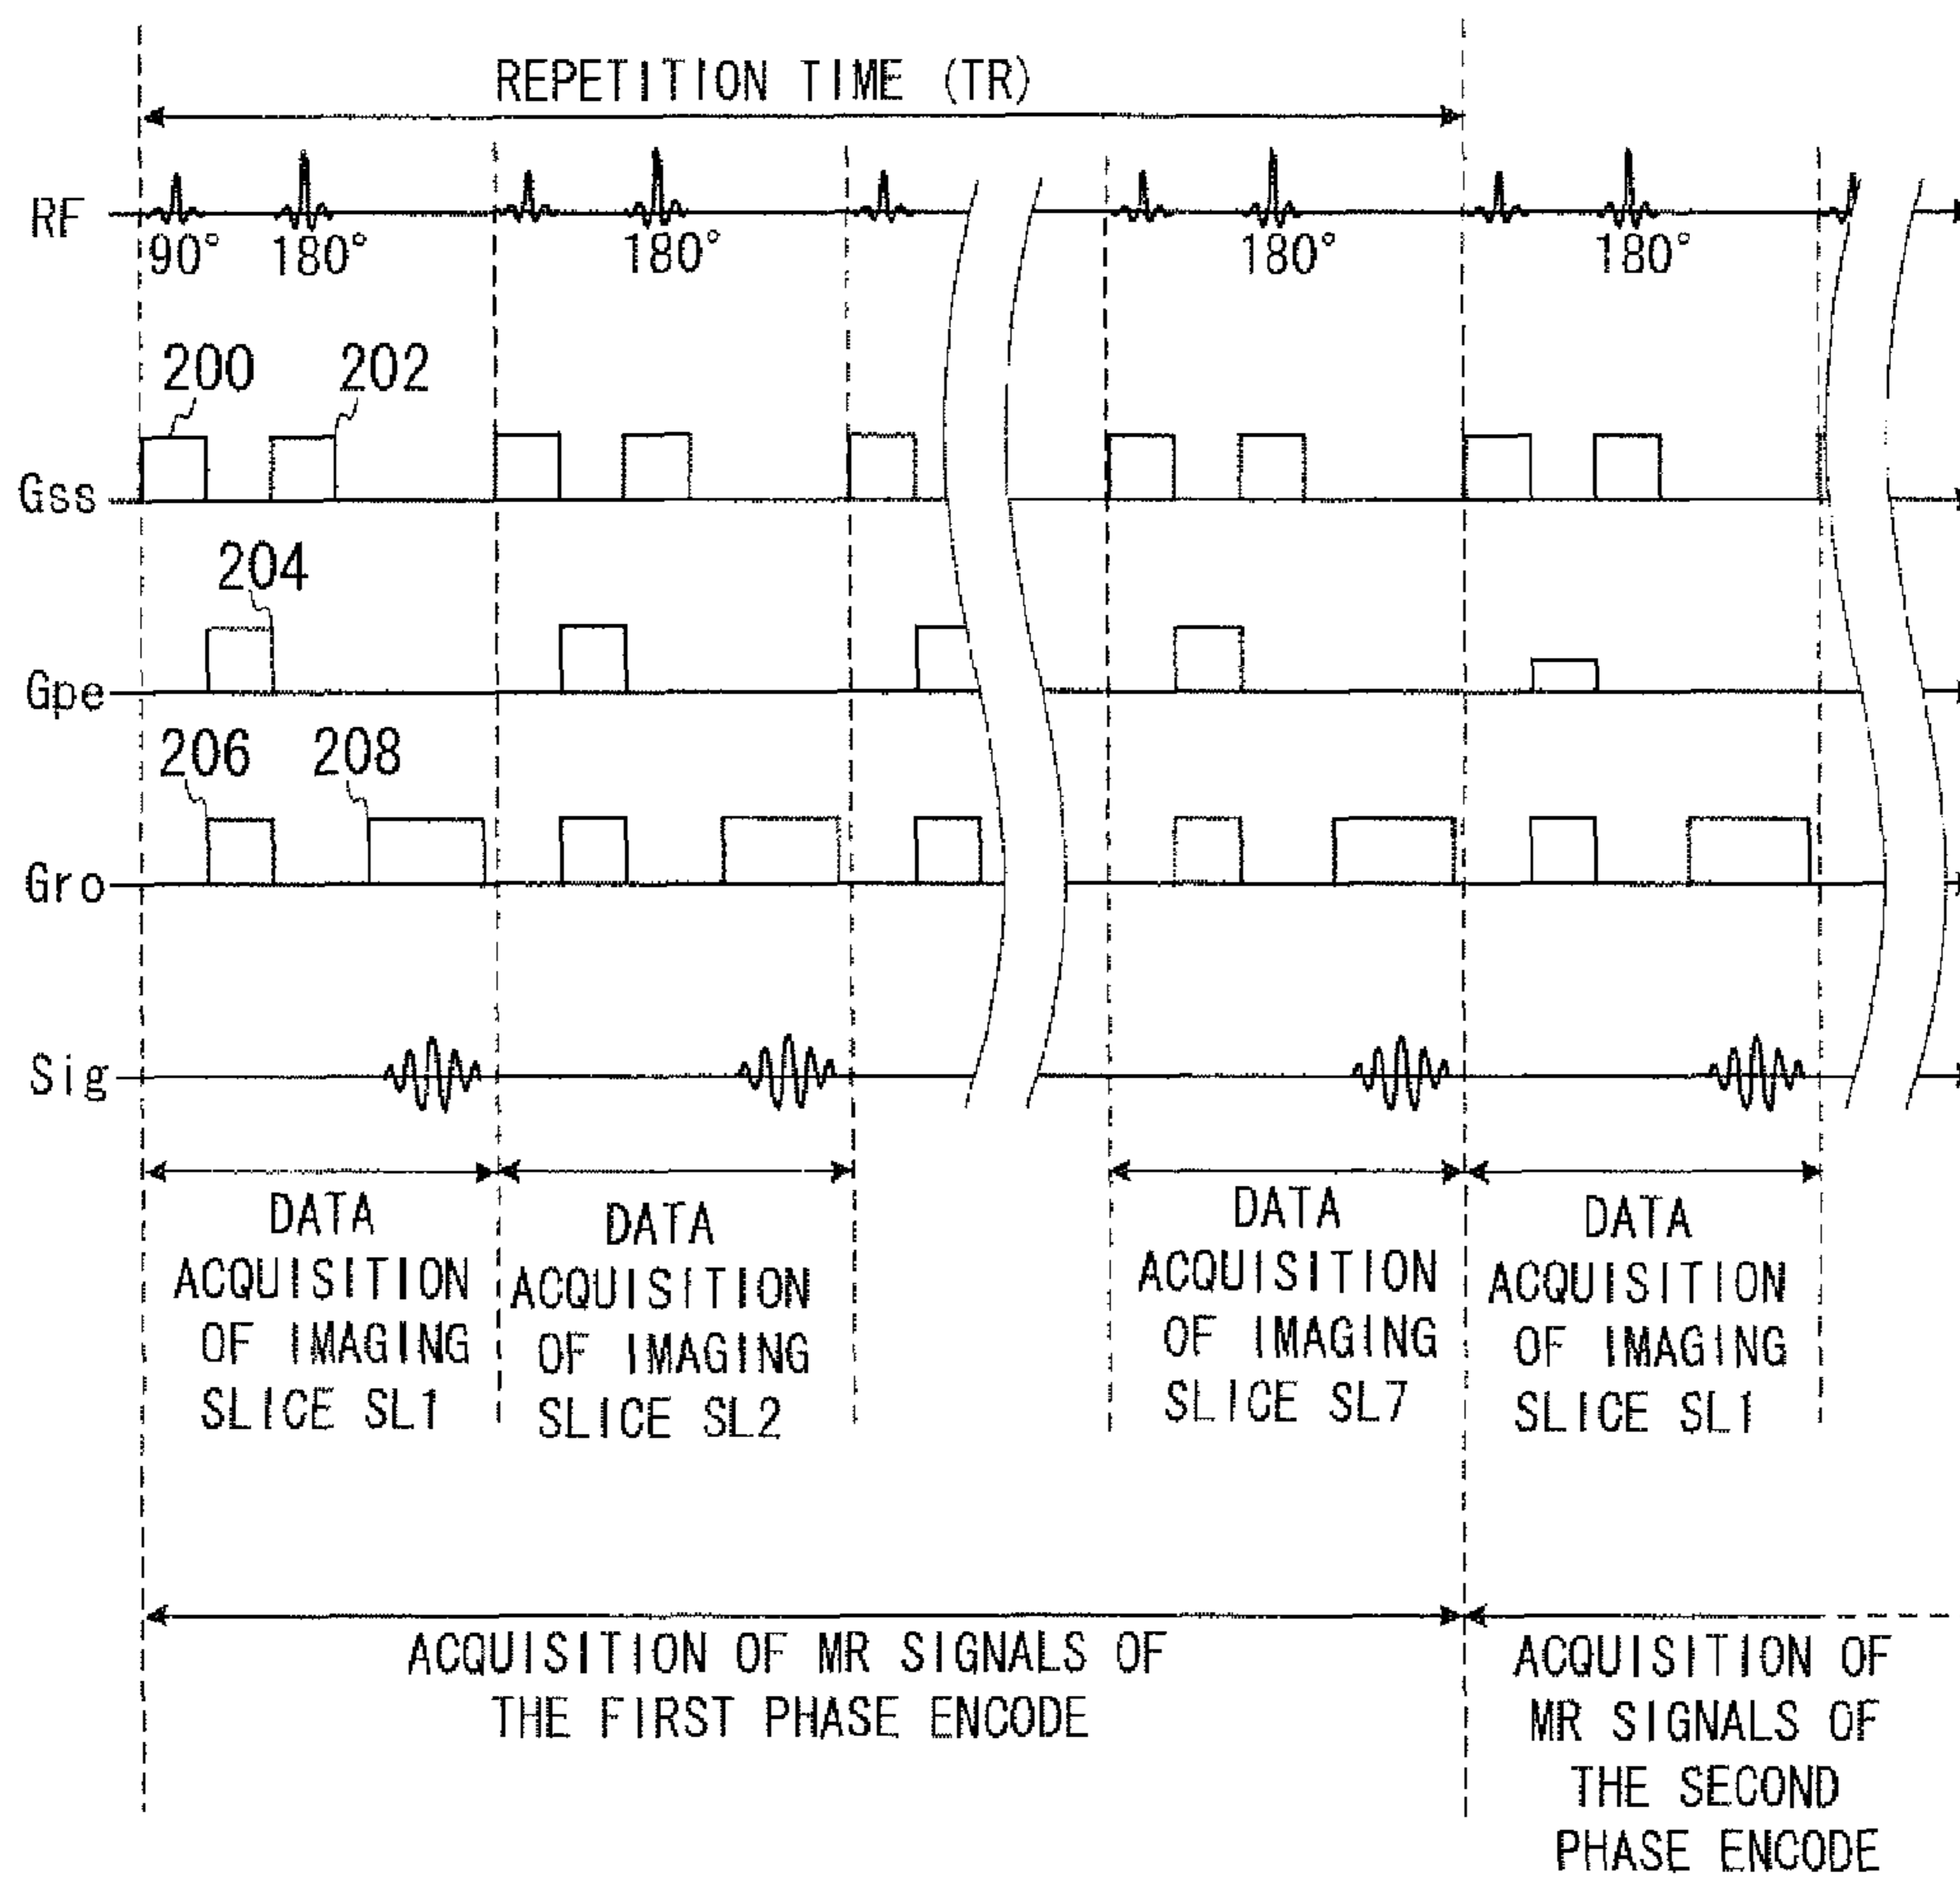 REPETITION TIME (TR)
RF
90° 180° 180° 180° 180°
200 202
Gss
204
Gpe
206 208
Gro
Sig
DATA
ACQUISITION
OF IMAGING
SLICE SL1
DATA
ACQUISITION
OF IMAGING
SLICE SL2
DATA
ACQUISITION
OF IMAGING
SLICE SL7
DATA
ACQUISITION
OF IMAGING
SLICE SL1
ACQUISITION OF MR SIGNALS OF
THE FIRST PHASE ENCODE
ACQUISITION OF
MR SIGNALS OF
THE SECOND
PHASE ENCODE